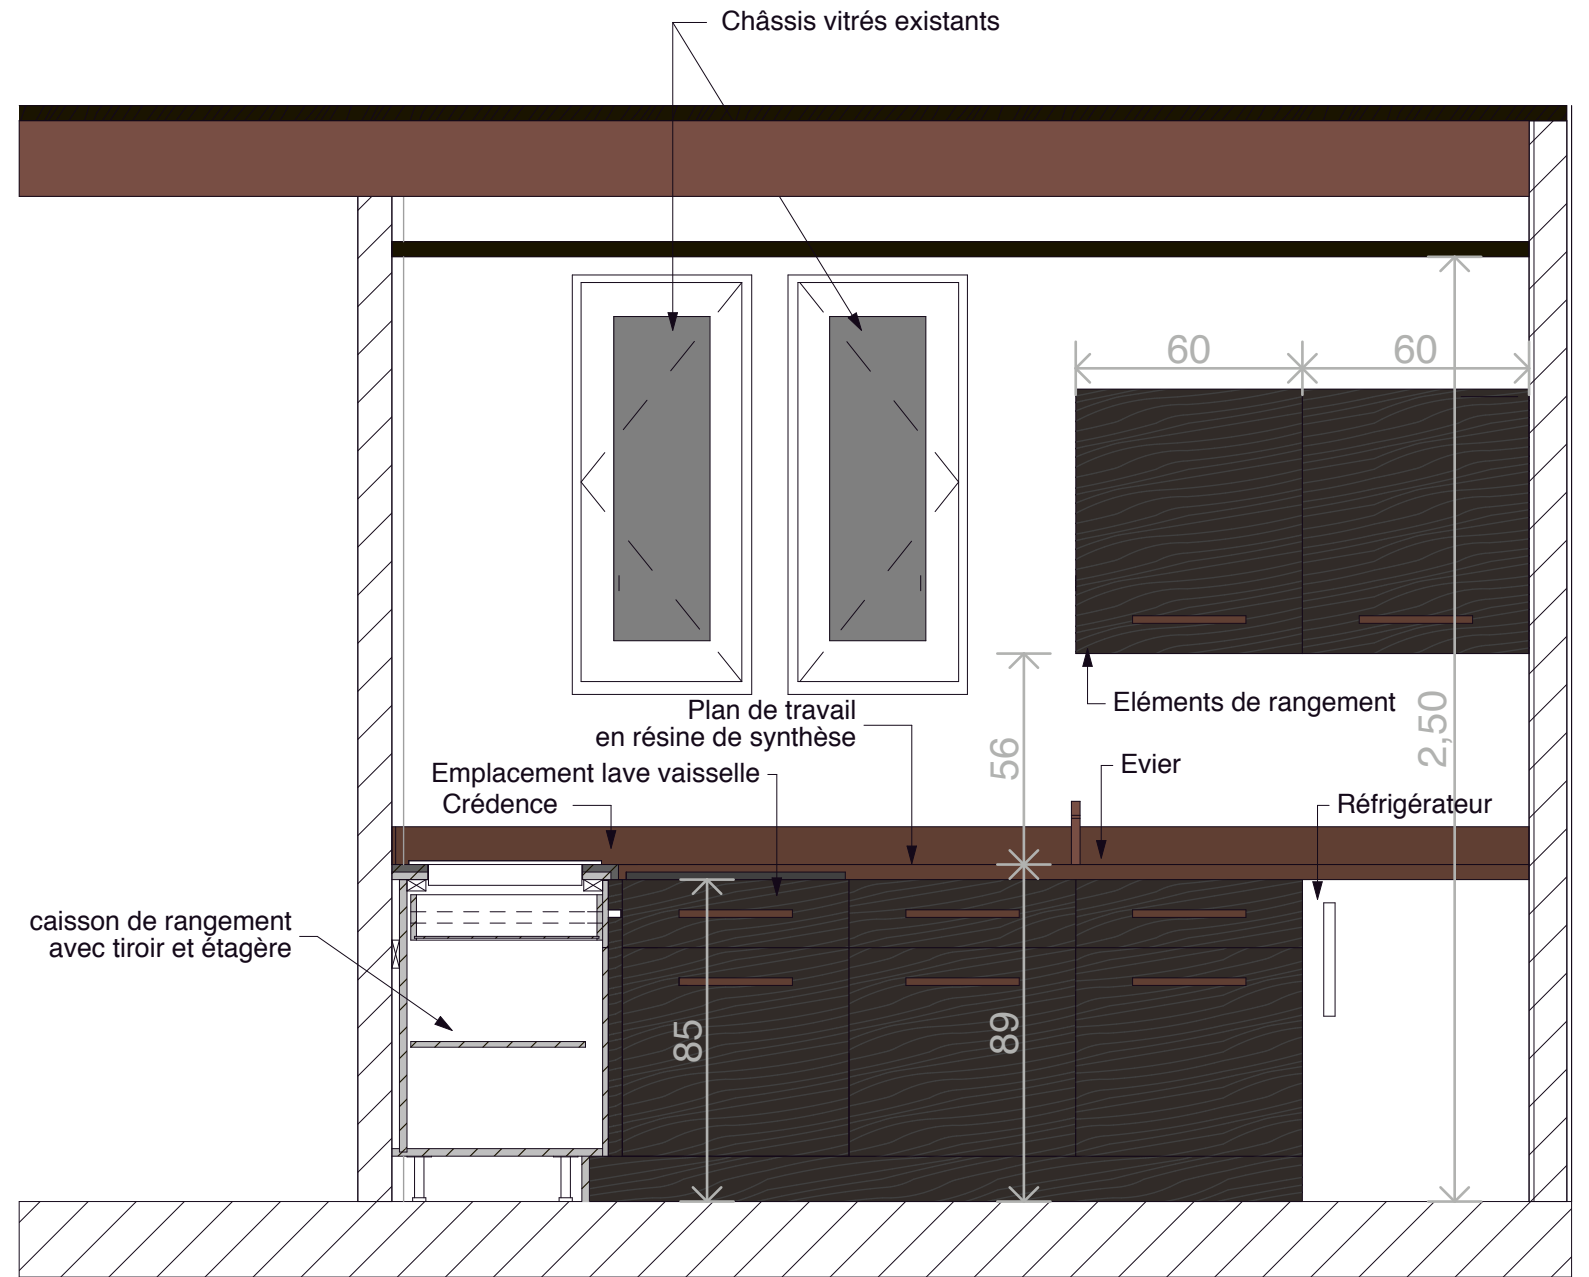 Châssis vitrés existants
60
60
Eléments de rangement
2,50
Plan de travail
en résine de synthèse
56
Evier
Emplacement lave vaisselle
Crédence
Réfrigérateur
caisson de rangement
avec tiroir et étagère
85
89